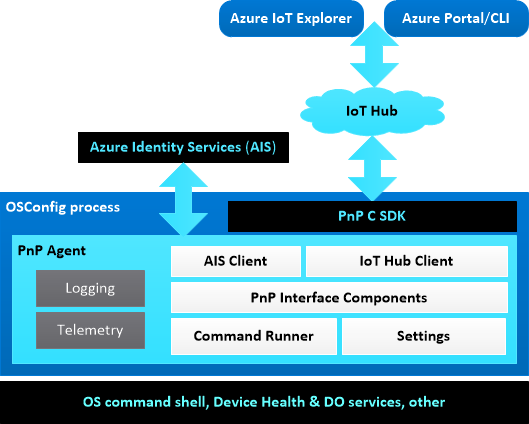 Azure IoT Explorer
Azure Portal/CLI
IoT Hub
Azure Identity Services (AIS)
OSConfig process
PnP C SDK
PnP Agent
AIS Client
IoT Hub Client
Logging
PnP Interface Components
Telemetry
Command Runner
Settings
OS command shell, Device Health & DO services, other